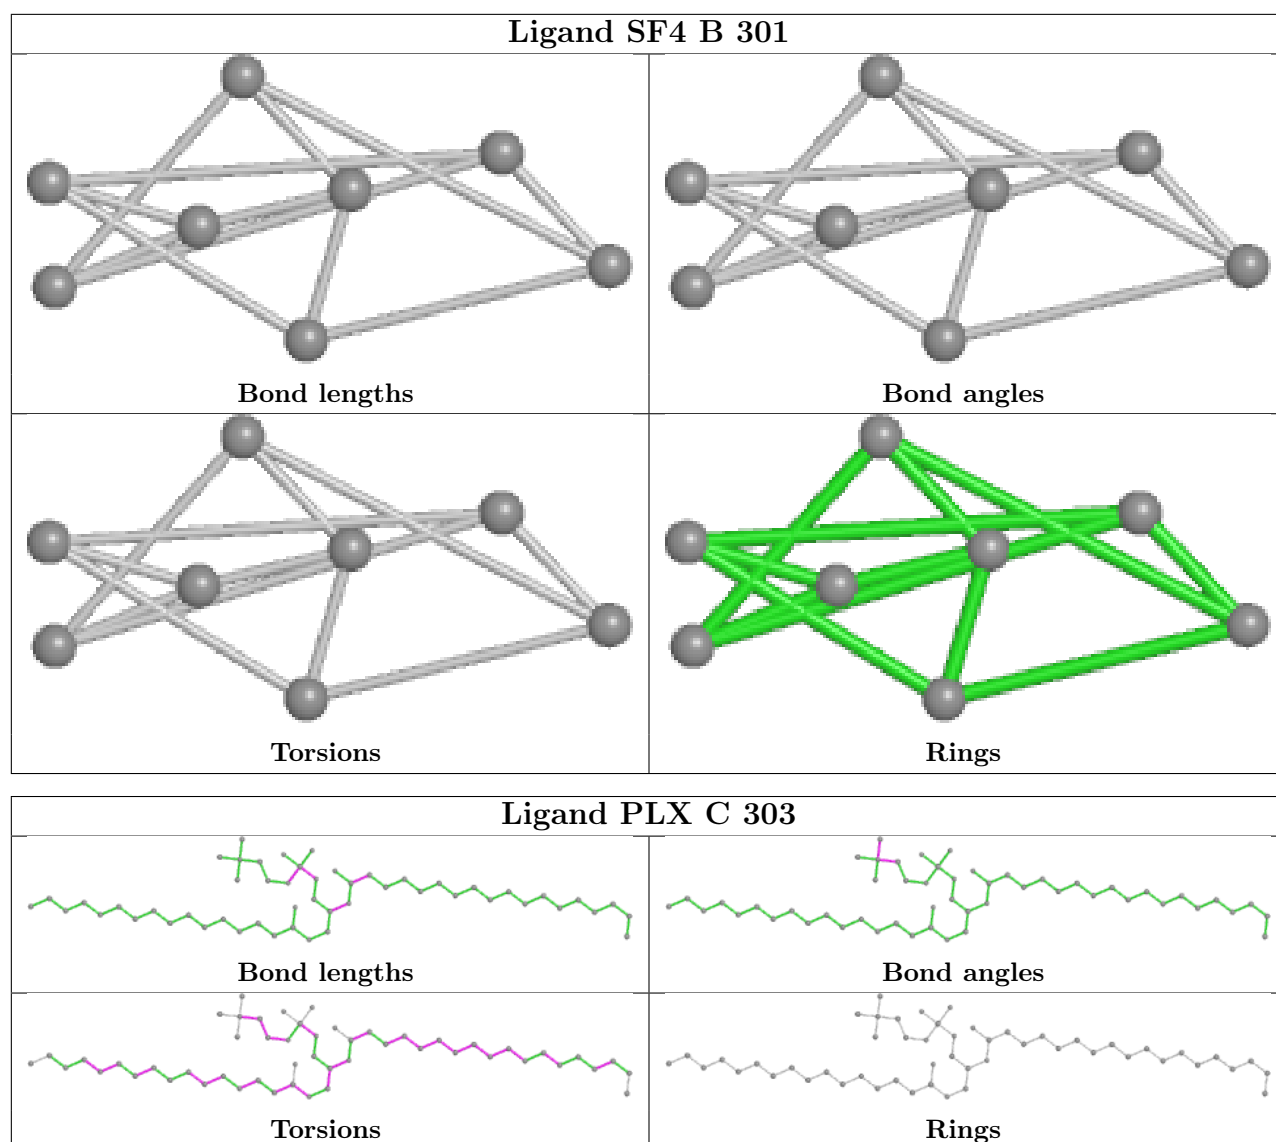 Ligand SF4 B 301
Bond lengths
Bond angles
Torsions
Rings
Ligand PLX C 303
Bond lengths
Bond angles
Torsions
Rings